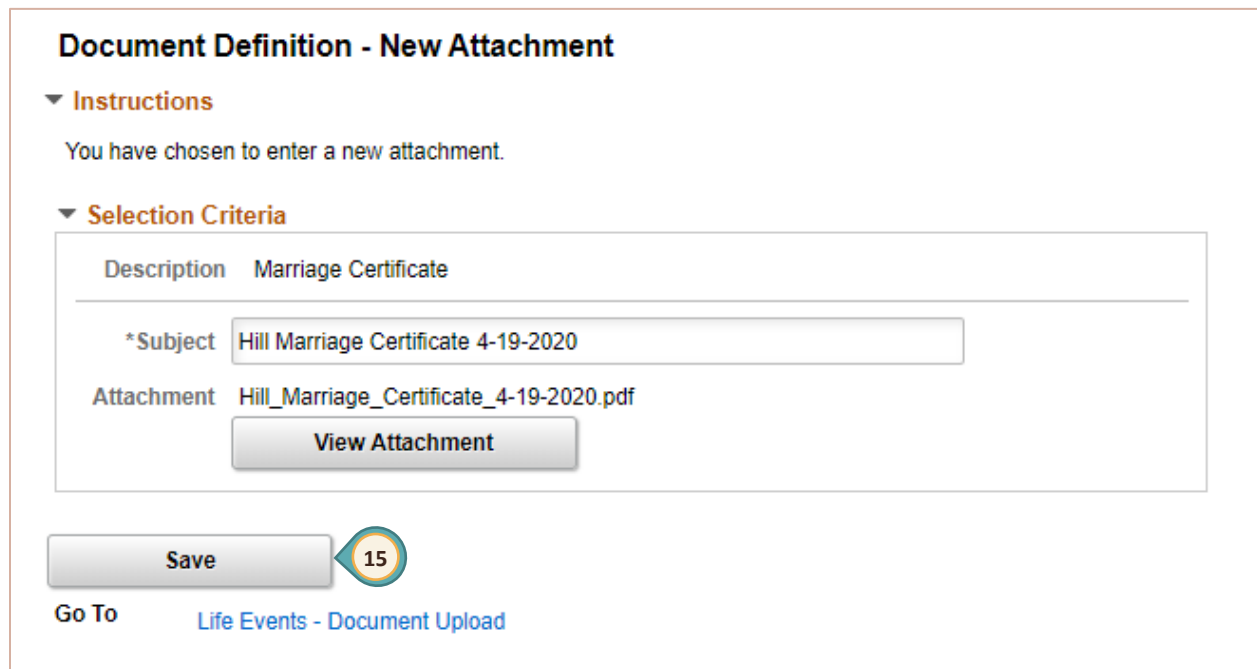 Document Definition - New Attachment
Instructions
You have chosen to enter a new attachment.
Selection Criteria
Description Marriage Certificate
*Subject Hill Marriage Certificate 4-19-2020
Attachment Hill_Marriage_Certificate_4-19-2020.pdf
View Attachment
Save 15
Go To Life Events - Document Upload